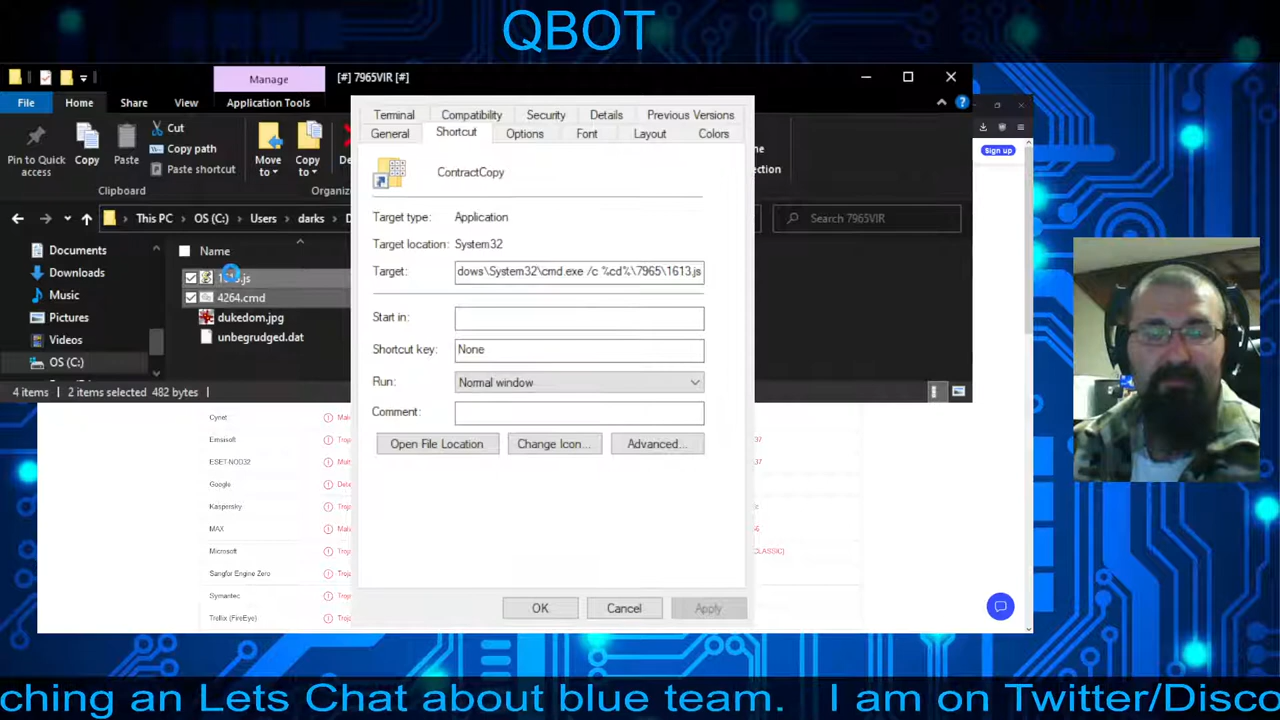 QBOT
Manage
[#] 7965VIR [#]
File
Home
Share
View
Application Tools
Pin to Quick access
Copy
Paste
Cut
Copy path
Paste shortcut
Move to
Copy to
Clipboard
This PC
OS (C:)
Users
darks
Search 7965VIR
Sign up
Documents
Downloads
Music
Pictures
Videos
OS (C:)
Name
4264.cmd
dukedom.jpg
unbegrudged.dat
4 items
2 items selected 482 bytes
Terminal
Compatibility
Security
Details
Previous Versions
General
Shortcut
Options
Font
Layout
Colors
ContractCopy
Target type:
Application
Target location:
System32
Target:
dows\System32\cmd.exe /c %cd%\7965\1613.js
Start in:
Shortcut key:
None
Run:
Normal window
Comment:
Open File Location
Change Icon...
Advanced...
OK
Cancel
Apply
Cynet
Emsisoft
ESET-NOD32
Google
Kaspersky
MAX
Microsoft
Sangfor Engine Zero
Symantec
Trellix (FireEye)
ching an Lets Chat about blue team. I am on Twitter/Disco